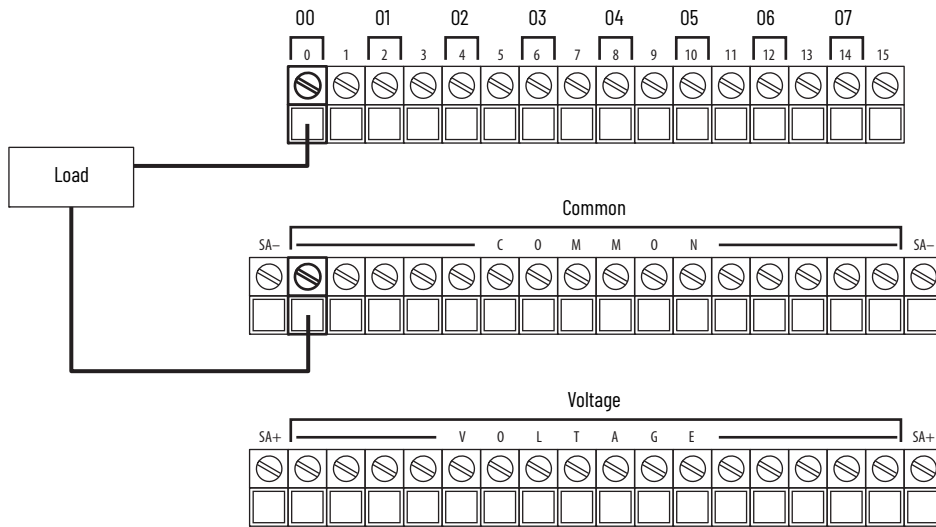 00 01 02 03 04 05 06 07
0 1 2 3 4 5 6 7 8 9 10 11 12 13 14 15
Load
Common
SA– C O M M O N SA–
Voltage
SA+ V O L T A G E SA+